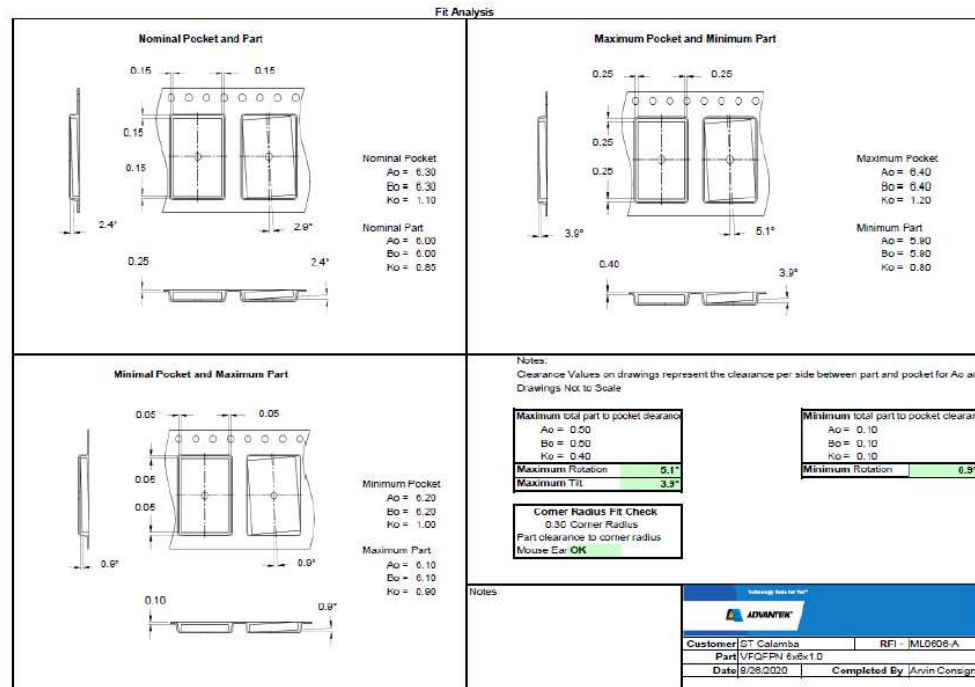 Fit Analysis
Nominal Pocket and Part
0.15 0.15
0.15
0.15
2.4° 2.9°
0.25 2.4°
Nominal Pocket
Ao = 6.30
Bo = 6.30
Ko = 1.10
Nominal Part
Ao = 6.00
Bo = 6.00
Ko = 0.85
Maximum Pocket and Minimum Part
0.25 0.25
0.25
0.25
3.9° 5.1°
0.40 3.9°
Maximum Pocket
Ao = 6.40
Bo = 6.40
Ko = 1.20
Minimum Part
Ao = 5.90
Bo = 5.90
Ko = 0.80
Minimal Pocket and Maximum Part
0.05 0.05
0.05
0.05
0.9° 0.9°
0.10 0.9°
Minimum Pocket
Ao = 6.20
Bo = 6.20
Ko = 1.00
Maximum Part
Ao = 6.10
Bo = 6.10
Ko = 0.90
Notes:
Clearance Values on drawings represent the clearance per side between part and pocket for Ao
Drawings Not to Scale
Maximum total part to pocket clearance
Ao = 0.50
Bo = 0.50
Ko = 0.40
Maximum Rotation 5.1°
Maximum Tilt 3.9°
Minimum total part to pocket
Ao = 0.10
Bo = 0.10
Ko = 0.10
Minimum Rotation 0.9°
Corner Radius Fit Check
0.30 Corner Radius
Part clearance to corner radius
Mouse Ear OK
Notes
ADVANTEK
Customer ST Calamba RFI - ML0606-A
Part VFQFPN 6x6x1.0
Date 8/26/2020 Completed By Arvin